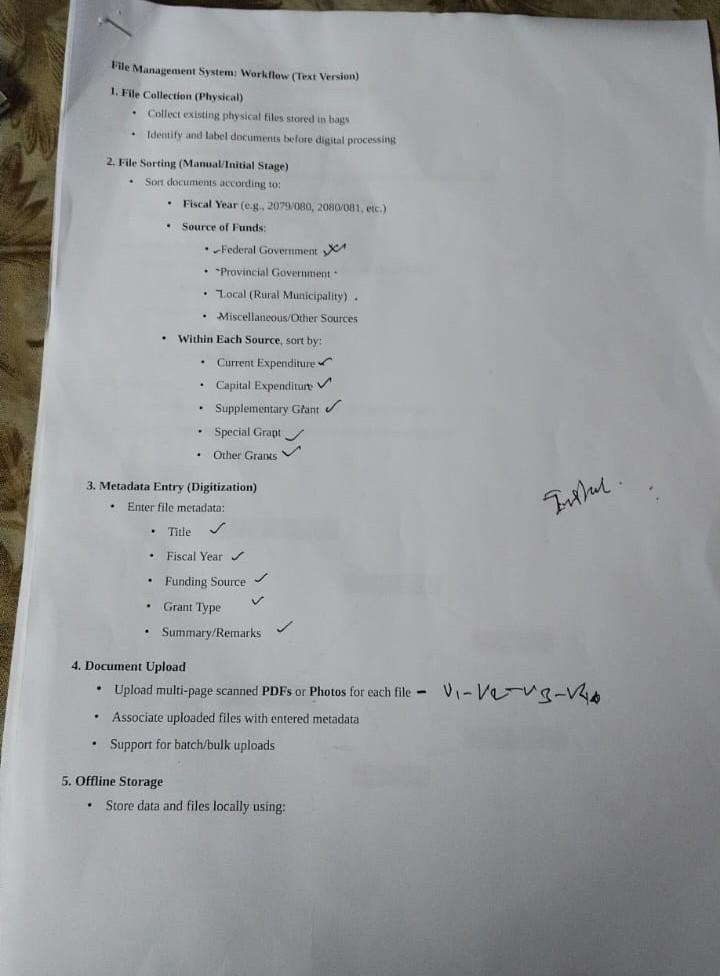 File Management System: Workflow (Text Version)
1. File Collection (Physical)
• Collect existing physical files stored in bags
• Identify and label documents before digital processing
2. File Sorting (Manual/Initial Stage)
• Sort documents according to:
• Fiscal Year (e.g., 2079/080, 2080/081, etc.)
• Source of Funds:
• Federal Government
• Provincial Government
• Local (Rural Municipality)
• Miscellaneous/Other Sources
• Within Each Source, sort by:
• Current Expenditure ✓
• Capital Expenditure ✓
• Supplementary Grant ✓
• Special Grant ✓
• Other Grants ✓
3. Metadata Entry (Digitization)
• Enter file metadata:
• Title ✓
• Fiscal Year ✓
• Funding Source ✓
• Grant Type ✓
• Summary/Remarks ✓
4. Document Upload
• Upload multi-page scanned PDFs or Photos for each file – V1-V2-V3-
• Associate uploaded files with entered metadata
• Support for batch/bulk uploads
5. Offline Storage
• Store data and files locally using: